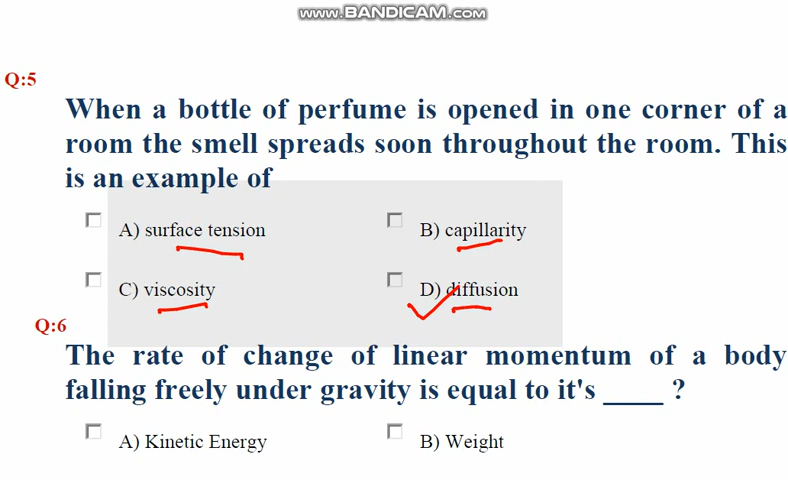 www.BANDICAM.com
Q:5
When a bottle of perfume is opened in one corner of a
room the smell spreads soon throughout the room. This
is an example of
A) surface tension
B) capillarity
C) viscosity
D) diffusion
Q:6
The rate of change of linear momentum of a body
falling freely under gravity is equal to it's _____ ?
A) Kinetic Energy
B) Weight